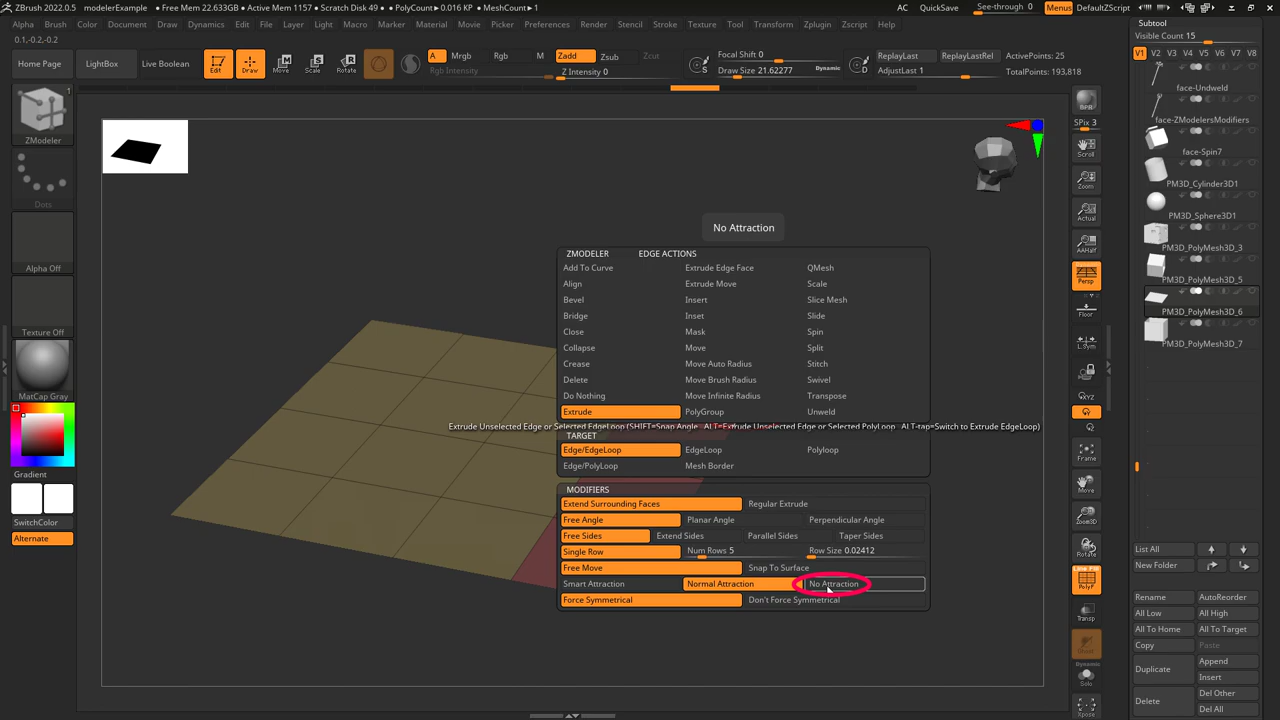 ZBrush 2022.0.5 modelerExample • Free Mem 22.633GB • Active Mem 1157 • Scratch Disk 49 • PolyCount▸0.016 KP • MeshCount▸1 AC QuickSave See-through 0 Menus DefaultZScript
Alpha Brush Color Document Draw Dynamics Edit File Layer Light Macro Marker Material Movie Picker Preferences Render Stencil Stroke Texture Tool Transform Zplugin Zscript Help
0.1,-0.2,-0.2
Home Page LightBox Live Boolean Edit Draw Move Scale Rotate
A Mrgb Rgb M Zadd Zsub Zcut
Rgb Intensity Z Intensity 0
Focal Shift 0
Draw Size 21.62277 Dynamic
S
D
ReplayLast ReplayLastRel ActivePoints: 25
AdjustLast 1 TotalPoints: 193,818
1
ZModeler
Dots
Alpha Off
Texture Off
MatCap Gray
Gradient
SwitchColor
Alternate
No Attraction
ZMODELER EDGE ACTIONS
Add To Curve Extrude Edge Face QMesh
Align Extrude Move Scale
Bevel Insert Slice Mesh
Bridge Inset Slide
Close Mask Spin
Collapse Move Split
Crease Move Auto Radius Stitch
Delete Move Brush Radius Swivel
Do Nothing Move Infinite Radius Transpose
Extrude PolyGroup Unweld
Extrude Unselected Edge or Selected EdgeLoop (SHIFT=Snap Angle ALT=Extrude Unselected Edge or Selected PolyLoop ALT-tap=Switch to Extrude EdgeLoop)
TARGET
Edge/EdgeLoop EdgeLoop Polyloop
Edge/PolyLoop Mesh Border
MODIFIERS
Extend Surrounding Faces Regular Extrude
Free Angle Planar Angle Perpendicular Angle
Free Sides Extend Sides Parallel Sides Taper Sides
Single Row Num Rows 5 Row Size 0.02412
Free Move Snap To Surface
Smart Attraction Normal Attraction No Attraction
Force Symmetrical Don't Force Symmetrical
BPR
SPix 3
Scroll
Zoom
Actual
AAHalf
Persp
Floor
L.Sym
XYZ
Frame
Move
Zoom3D
Rotate
Line Fill
PolyF
Transp
Ghost
Dynamic
Solo
Xpose
Subtool
Visible Count 15
V1 V2 V3 V4 V5 V6 V7 V8
face-Undweld
face-ZModelersModifiers
face-Spin7
PM3D_Cylinder3D1
PM3D_Sphere3D1
PM3D_PolyMesh3D_3
PM3D_PolyMesh3D_5
PM3D_PolyMesh3D_6
PM3D_PolyMesh3D_7
List All
New Folder
Rename AutoReorder
All Low All High
All To Home All To Target
Copy Paste
Duplicate Append
Insert
Delete Del Other
Del All